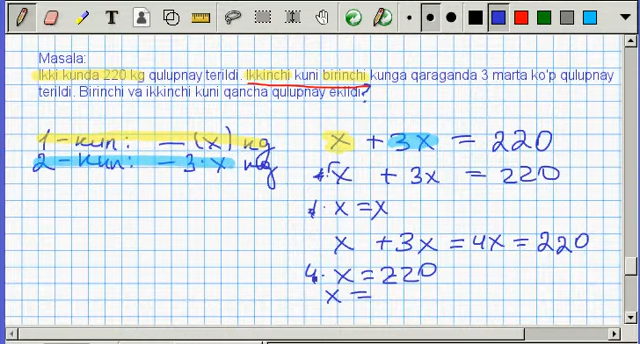 Masala:
Ikki kunda 220 kg qulupnay terildi. Ikkinchi kuni birinchi kunga qaraganda 3 marta ko'p qulupnay
terildi. Birinchi va ikkinchi kuni qancha qulupnay ekildi?
1-kun: — (x) kg
2-kun: — 3·x kg
x + 3x = 220
1·x + 3x = 220
1·x = x
x + 3x = 4x = 220
4·x = 220
x =